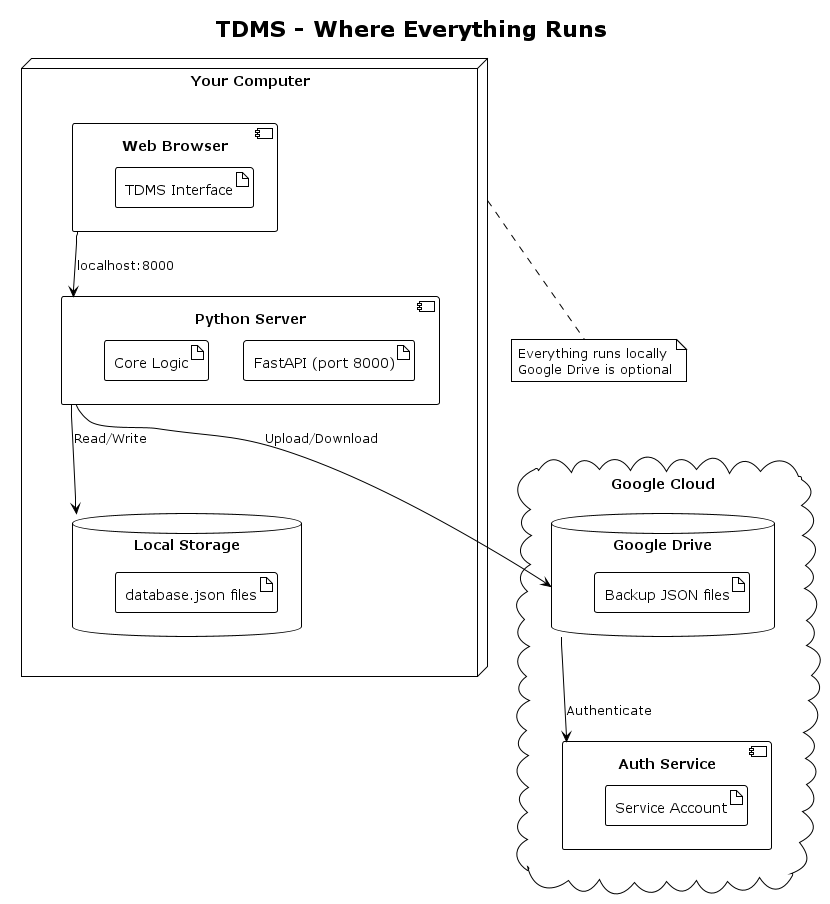 TDMS - Where Everything Runs
Your Computer
Web Browser
TDMS Interface
localhost:8000
Python Server
Core Logic
FastAPI (port 8000)
Everything runs locally
Google Drive is optional
Read/Write
Upload/Download
Local Storage
database.json files
Google Cloud
Google Drive
Backup JSON files
Authenticate
Auth Service
Service Account